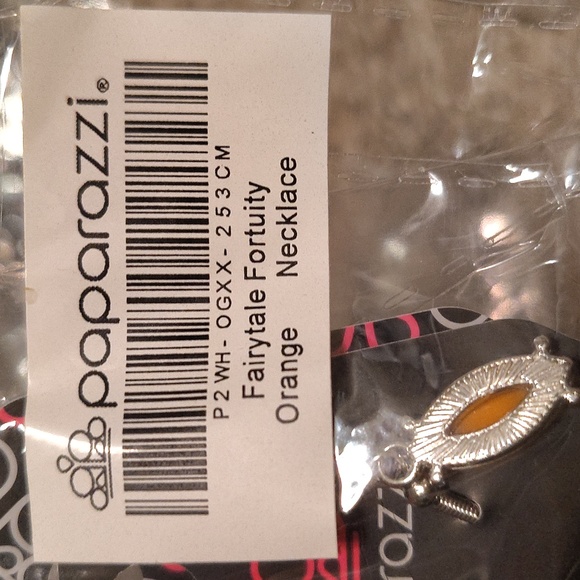 paparazzi®
P2WH-OGXX-253CM
Fairytale Fortuity
Orange Necklace